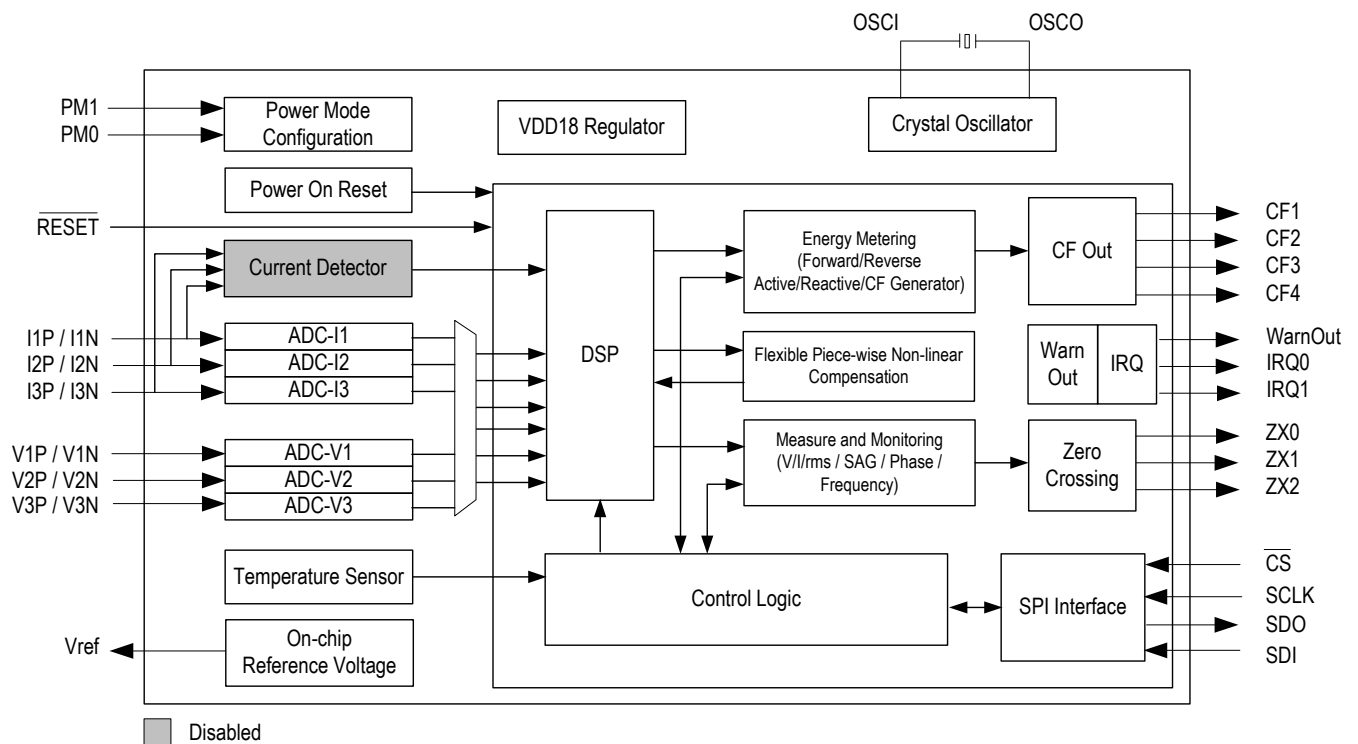 OSCI
OSCO
PM1
PM0
Power Mode
Configuration
VDD18 Regulator
Crystal Oscillator
Power On Reset
RESET
Current Detector
I1P / I1N
I2P / I2N
I3P / I3N
ADC-I1
ADC-I2
ADC-I3
V1P / V1N
V2P / V2N
V3P / V3N
ADC-V1
ADC-V2
ADC-V3
Temperature Sensor
Vref
On-chip
Reference Voltage
DSP
Energy Metering
(Forward/Reverse
Active/Reactive/CF Generator)
Flexible Piece-wise Non-linear
Compensation
Measure and Monitoring
(V/I/rms / SAG / Phase /
Frequency)
Control Logic
CF Out
CF1
CF2
CF3
CF4
Warn
Out
IRQ
WarnOut
IRQ0
IRQ1
Zero
Crossing
ZX0
ZX1
ZX2
SPI Interface
CS
SCLK
SDO
SDI
Disabled